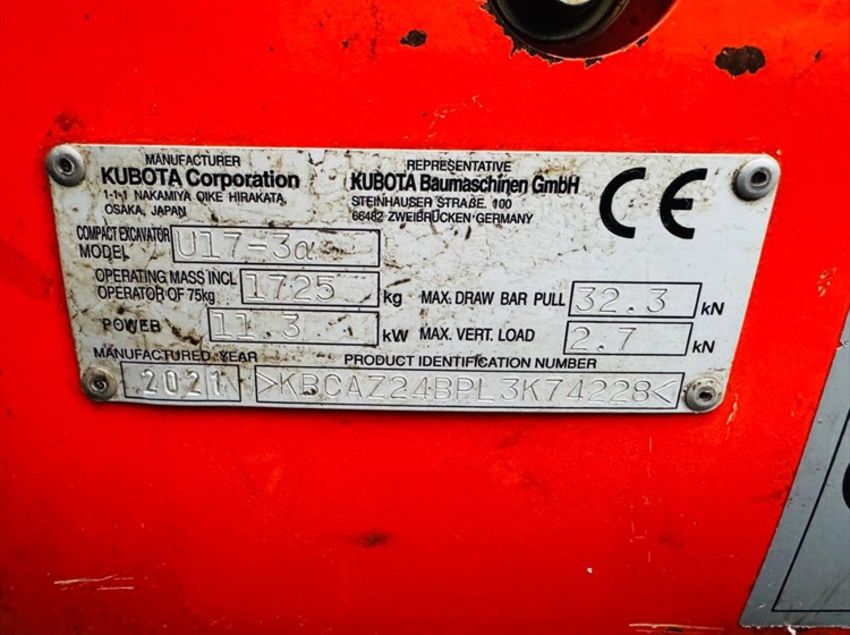 MANUFACTURER
KUBOTA Corporation
1-1-1 NAKAMIYA OIKE HIRAKATA
OSAKA, JAPAN
REPRESENTATIVE
KUBOTA Baumaschinen GmbH
STEINHAUSER STRAßE. 100
66482 ZWEIBRÜCKEN GERMANY
CE
COMPACT EXCAVATOR
MODEL U17-3α
OPERATING MASS INCL
OPERATOR OF 75kg 1725 kg
MAX. DRAW BAR PULL 32.3 kN
POWER 11.3 kW
MAX. VERT. LOAD 2.7 kN
MANUFACTURED YEAR
2021
PRODUCT IDENTIFICATION NUMBER
>KBCAZ24BPL3K74228<